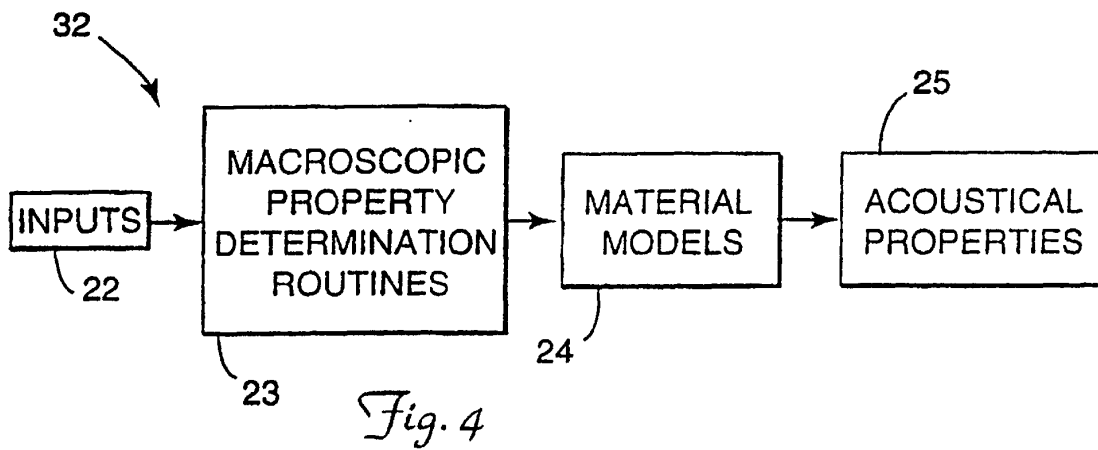 32
25
INPUTS
MACROSCOPIC
PROPERTY
DETERMINATION
ROUTINES
MATERIAL
MODELS
ACOUSTICAL
PROPERTIES
22
23
24
Fig. 4